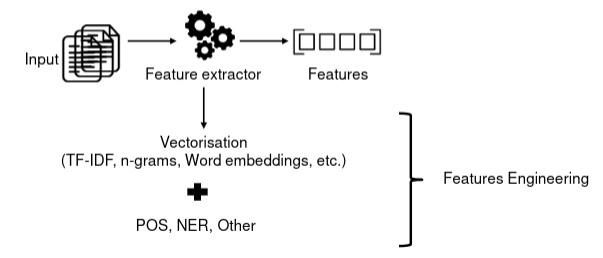 Input
Feature extractor
Features
Vectorisation
(TF-IDF, n-grams, Word embeddings, etc.)
Features Engineering
POS, NER, Other